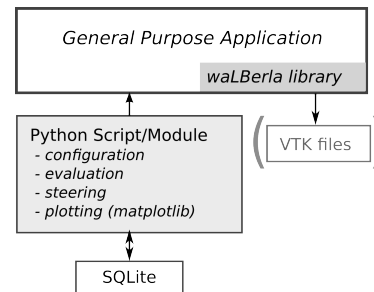 General Purpose Application
waLBerla library
Python Script/Module
- configuration
- evaluation
- steering
- plotting (matplotlib)
( VTK files )
SQLite